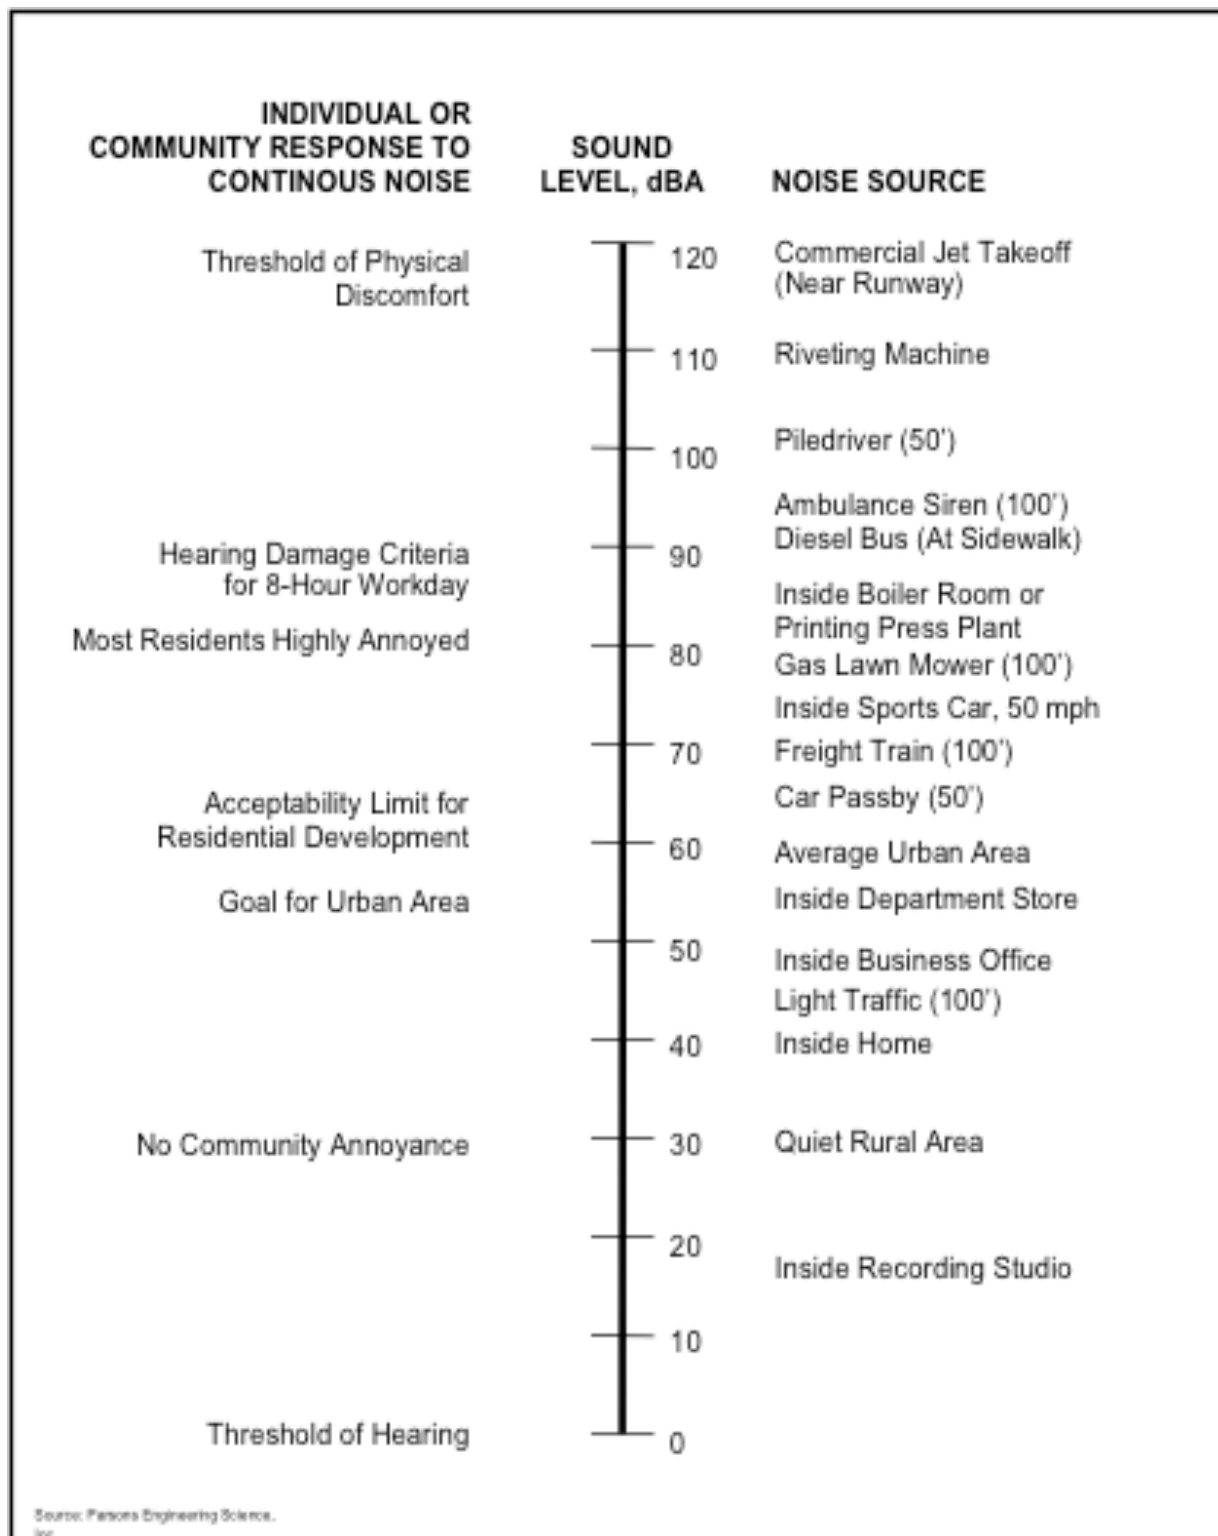 INDIVIDUAL OR
COMMUNITY RESPONSE TO
CONTINOUS NOISE
SOUND
LEVEL, dBA
NOISE SOURCE
Threshold of Physical
Discomfort
120
Commercial Jet Takeoff
(Near Runway)
110
Riveting Machine
100
Piledriver (50')
Ambulance Siren (100')
Diesel Bus (At Sidewalk)
Hearing Damage Criteria
for 8-Hour Workday
90
Inside Boiler Room or
Printing Press Plant
Most Residents Highly Annoyed
80
Gas Lawn Mower (100')
Inside Sports Car, 50 mph
70
Freight Train (100')
Car Passby (50')
Acceptability Limit for
Residential Development
60
Average Urban Area
Goal for Urban Area
Inside Department Store
50
Inside Business Office
Light Traffic (100')
40
Inside Home
No Community Annoyance
30
Quiet Rural Area
20
Inside Recording Studio
10
Threshold of Hearing
0
Source: Parsons Engineering Science,
Inc